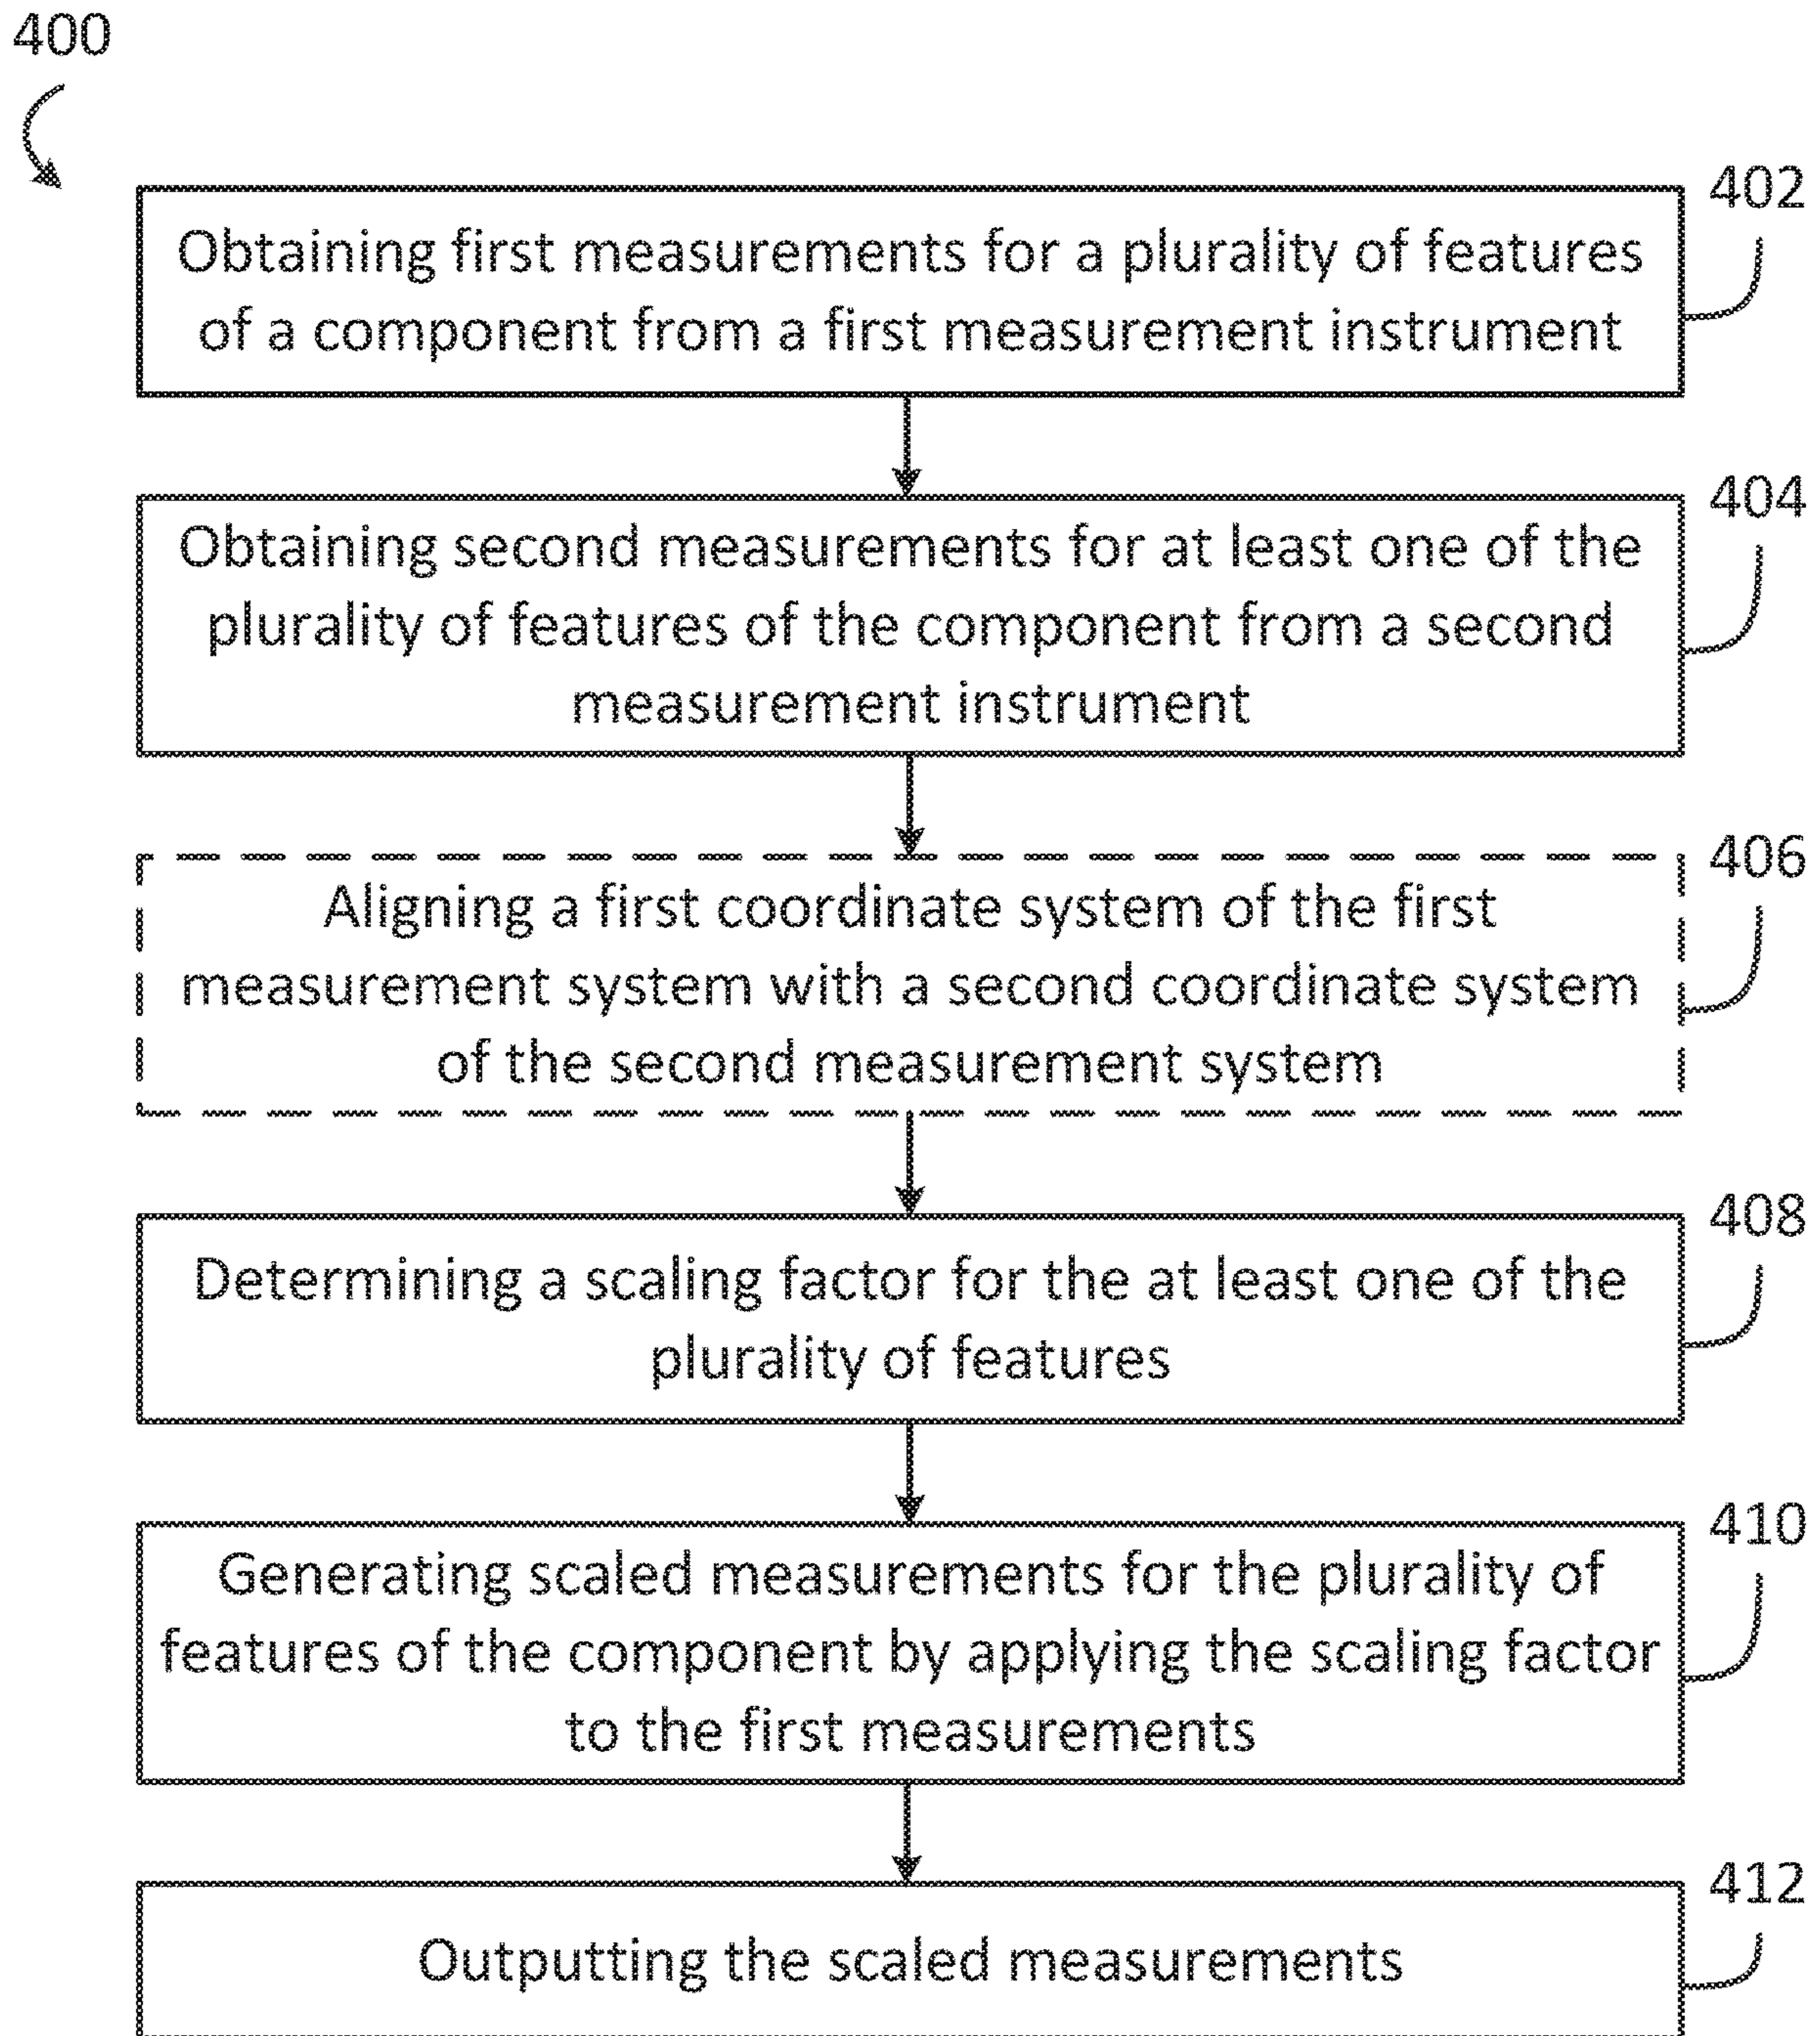 400
402
Obtaining first measurements for a plurality of features
of a component from a first measurement instrument
404
Obtaining second measurements for at least one of the
plurality of features of the component from a second
measurement instrument
406
Aligning a first coordinate system of the first
measurement system with a second coordinate system
of the second measurement system
408
Determining a scaling factor for the at least one of the
plurality of features
410
Generating scaled measurements for the plurality of
features of the component by applying the scaling factor
to the first measurements
412
Outputting the scaled measurements